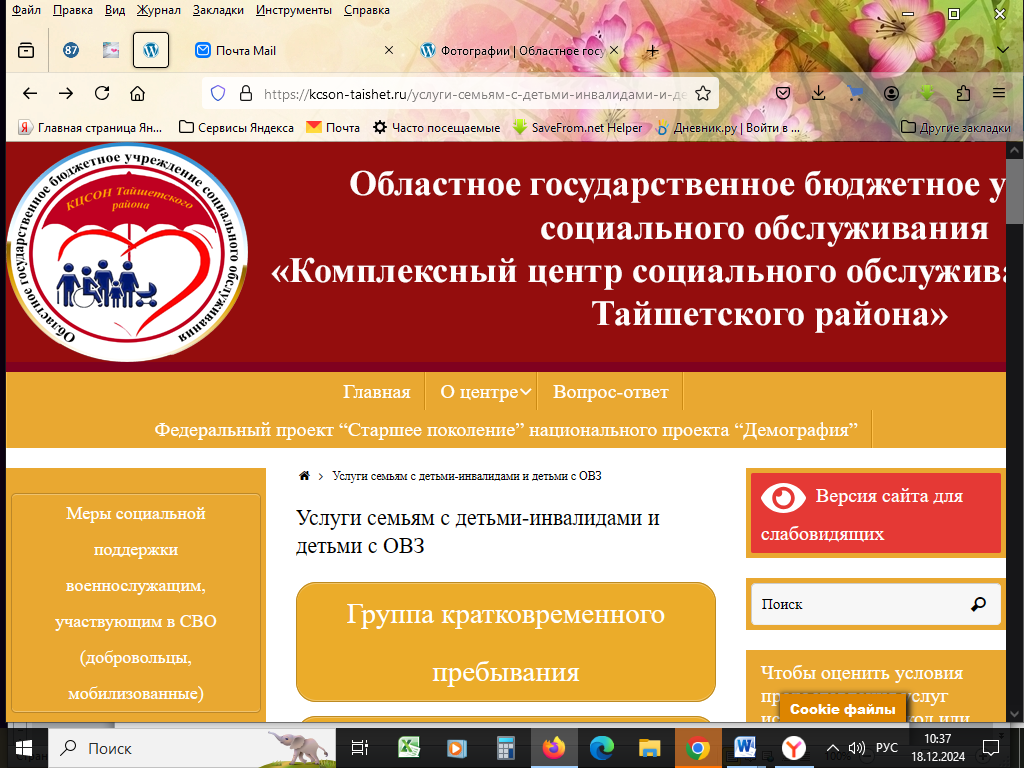 Файл Правка Вид Журнал Закладки Инструменты Справка
87 Почта Mail Фотографии | Областное госу
https://kcson-taishet.ru/услуги-семьям-с-детьми-инвалидами-и-де
Главная страница Ян... Сервисы Яндекса Почта Часто посещаемые SaveFrom.net Helper Дневник.ру | Войти в ... Другие закладки
Областное государственное бюджетное учреждение социального обслуживания
КЦСОН Тайшетского
района
Областное государственное бюджетное у
социального обслуживания
«Комплексный центр социального обслужива
Тайшетского района»
Главная О центре Вопрос-ответ
Федеральный проект “Старшее поколение” национального проекта “Демография”
Меры социальной
поддержки
военнослужащим,
участвующим в СВО
(добровольцы,
мобилизованные)
Услуги семьям с детьми-инвалидами и детьми с ОВЗ
Услуги семьям с детьми-инвалидами и
детьми с ОВЗ
Группа кратковременного
пребывания
Версия сайта для
слабовидящих
Поиск
Чтобы оценить условия
Cookie файлы
Поиск
РУС
10:37
18.12.2024